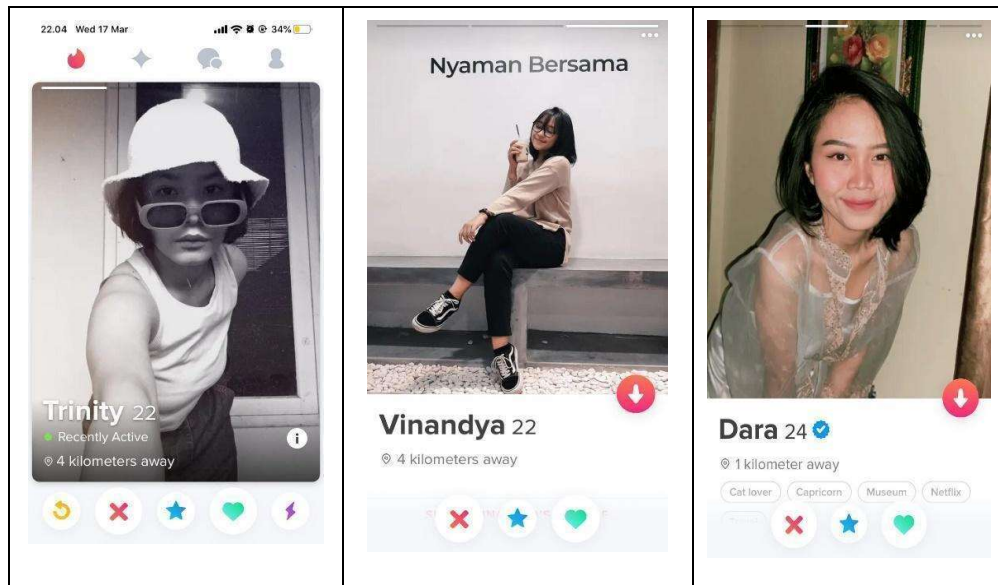 22.04 Wed 17 Mar
34%
Trinity 22
Recently Active
4 kilometers away
Nyaman Bersama
Vinandya 22
4 kilometers away
Dara 24
1 kilometer away
Cat lover Capricorn Museum Netflix